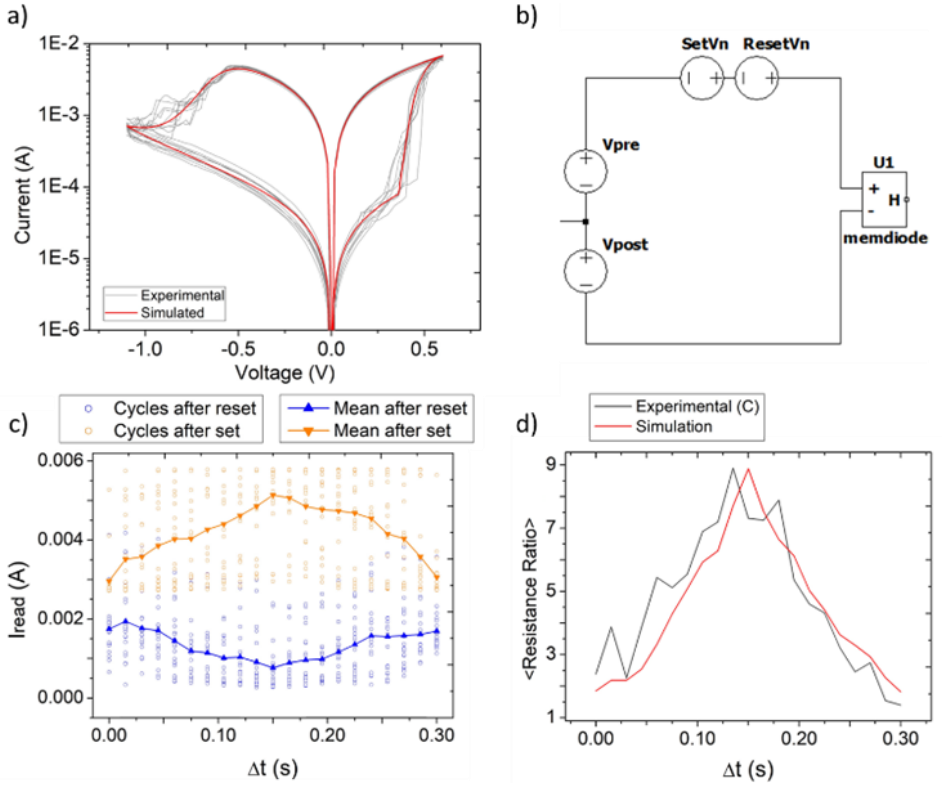 a)
1E-2
1E-3
1E-4
1E-5
1E-6
Current (A)
Experimental
Simulated
-1.0
-0.5
0.0
0.5
Voltage (V)
b)
SetVn
ResetVn
Vpre
Vpost
U1
+
H
-
memdiode
c)
Cycles after reset
Cycles after set
Mean after reset
Mean after set
0.006
0.004
0.002
0.000
Iread (A)
0.00
0.10
0.20
0.30
Δt (s)
d)
Experimental (C)
Simulation
9
7
5
3
1
<Resistance Ratio>
0.00
0.10
0.20
0.30
Δt (s)